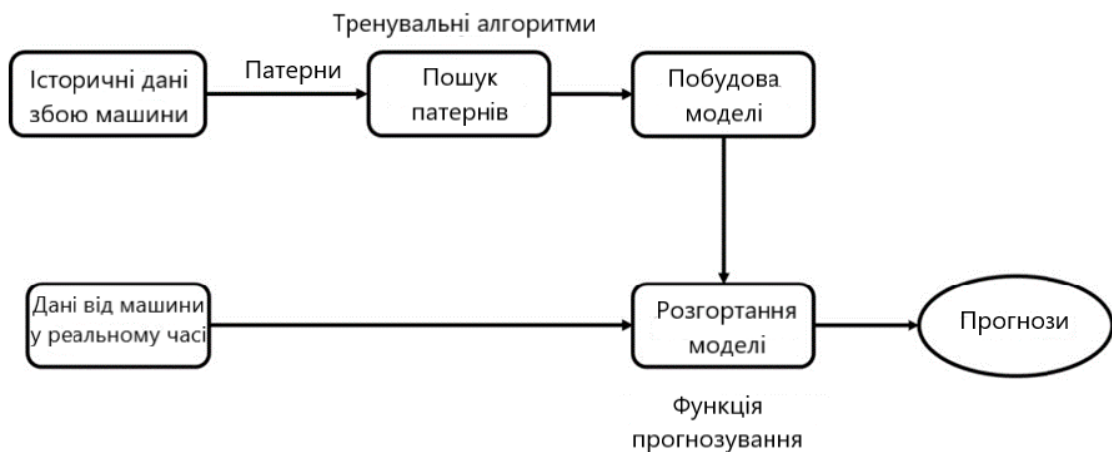 Тренувальні алгоритми
Історичні дані
збою машини
Патерни
Пошук
патернів
Побудова
моделі
Дані від машини
у реальному часі
Розгортання
моделі
Прогнози
Функція
прогнозування